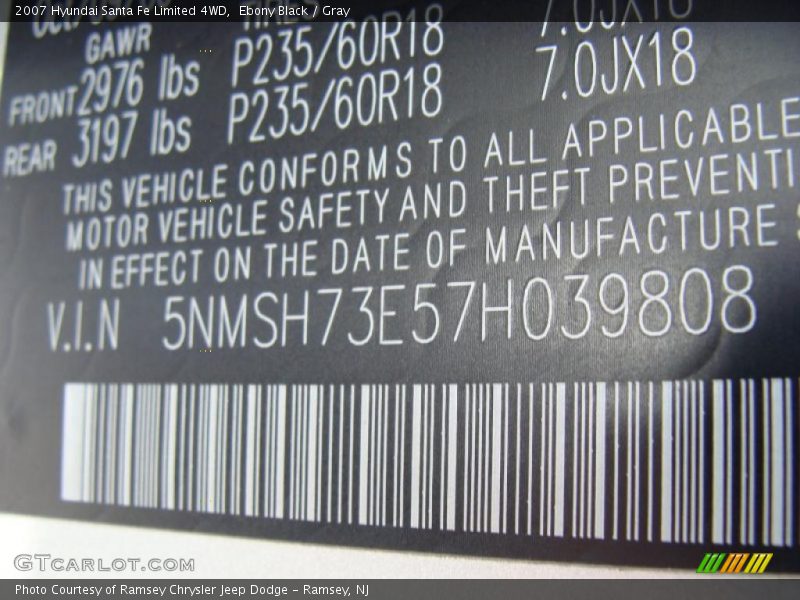 2007 Hyundai Santa Fe Limited 4WD, Ebony Black / Gray
GAWR
FRONT 2976 lbs P235/60R18 7.0JX18
REAR 3197 lbs P235/60R18
THIS VEHICLE CONFORMS TO ALL APPLICABLE
MOTOR VEHICLE SAFETY AND THEFT PREVENTI
IN EFFECT ON THE DATE OF MANUFACTURE
V.I.N 5NMSH73E57H039808
GTCARLOT.COM
Photo Courtesy of Ramsey Chrysler Jeep Dodge - Ramsey, NJ